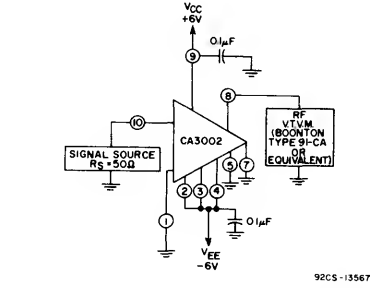 VCC
+6V
0.1µF
9
8
10
CA3002
RF
V.T.V.M.
(BOONTON
TYPE 91-CA
OR
EQUIVALENT)
SIGNAL SOURCE
RS = 50Ω
5 7
2 3 4
1
0.1µF
VEE
-6V
92CS-13567